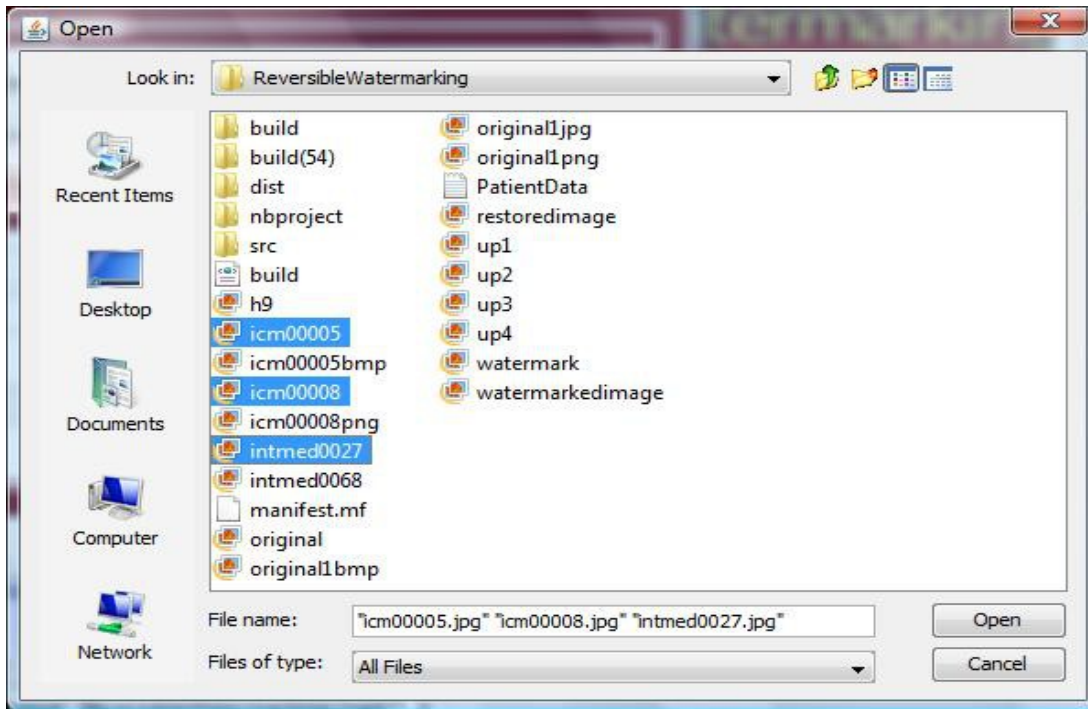 Open
termarkin
Look in:
ReversibleWatermarking
Recent Items
Desktop
Documents
Computer
Network
build
build(54)
dist
nbproject
src
build
h9
icm00005
icm00005bmp
icm00008
icm00008png
intmed0027
intmed0068
manifest.mf
original
original1bmp
original1jpg
original1png
PatientData
restoredimage
up1
up2
up3
up4
watermark
watermarkedimage
File name:
"icm00005.jpg" "icm00008.jpg" "intmed0027.jpg"
Open
Files of type:
All Files
Cancel